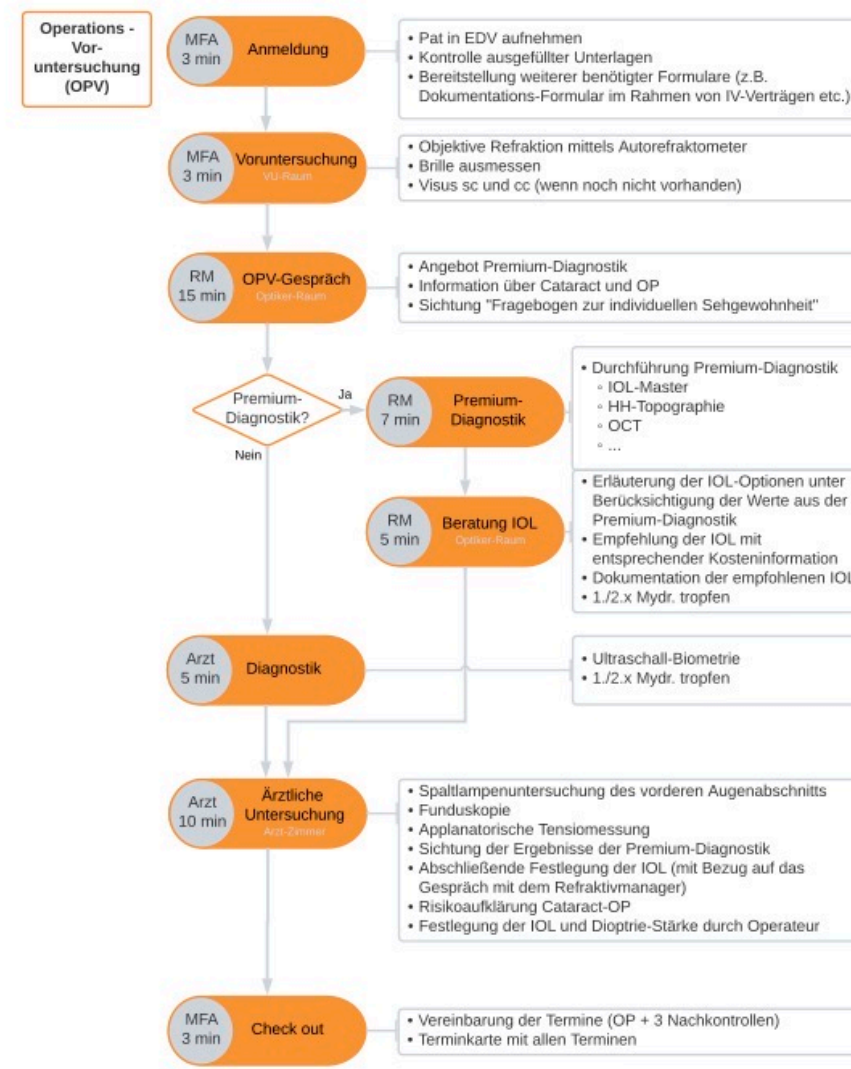 Operations -
Vor-
untersuchung
(OPV)
MFA
3 min
Anmeldung
• Pat in EDV aufnehmen
• Kontrolle ausgefüllter Unterlagen
• Bereitstellung weiterer benötigter Formulare (z.B.
Dokumentations-Formular im Rahmen von IV-Verträgen etc.)
MFA
3 min
Voruntersuchung
VU-Raum
• Objektive Refraktion mittels Autorefraktometer
• Brille ausmessen
• Visus sc und cc (wenn noch nicht vorhanden)
RM
15 min
OPV-Gespräch
Optiker-Raum
• Angebot Premium-Diagnostik
• Information über Cataract und OP
• Sichtung "Fragebogen zur individuellen Sehgewohnheit"
Premium-
Diagnostik?
Ja
Nein
RM
7 min
Premium-
Diagnostik
• Durchführung Premium-Diagnostik
◦ IOL-Master
◦ HH-Topographie
◦ OCT
◦ ...
RM
5 min
Beratung IOL
Optiker-Raum
• Erläuterung der IOL-Optionen unter
Berücksichtigung der Werte aus der
Premium-Diagnostik
• Empfehlung der IOL mit
entsprechender Kosteninformation
• Dokumentation der empfohlenen IOL
• 1./2.x Mydr. tropfen
Arzt
5 min
Diagnostik
• Ultraschall-Biometrie
• 1./2.x Mydr. tropfen
Arzt
10 min
Ärztliche
Untersuchung
Arzt-Zimmer
• Spaltlampenuntersuchung des vorderen Augenabschnitts
• Funduskopie
• Applanatorische Tensiomessung
• Sichtung der Ergebnisse der Premium-Diagnostik
• Abschließende Festlegung der IOL (mit Bezug auf das
Gespräch mit dem Refraktivmanager)
• Risikoaufklärung Cataract-OP
• Festlegung der IOL und Dioptrie-Stärke durch Operateur
MFA
3 min
Check out
• Vereinbarung der Termine (OP + 3 Nachkontrollen)
• Terminkarte mit allen Terminen